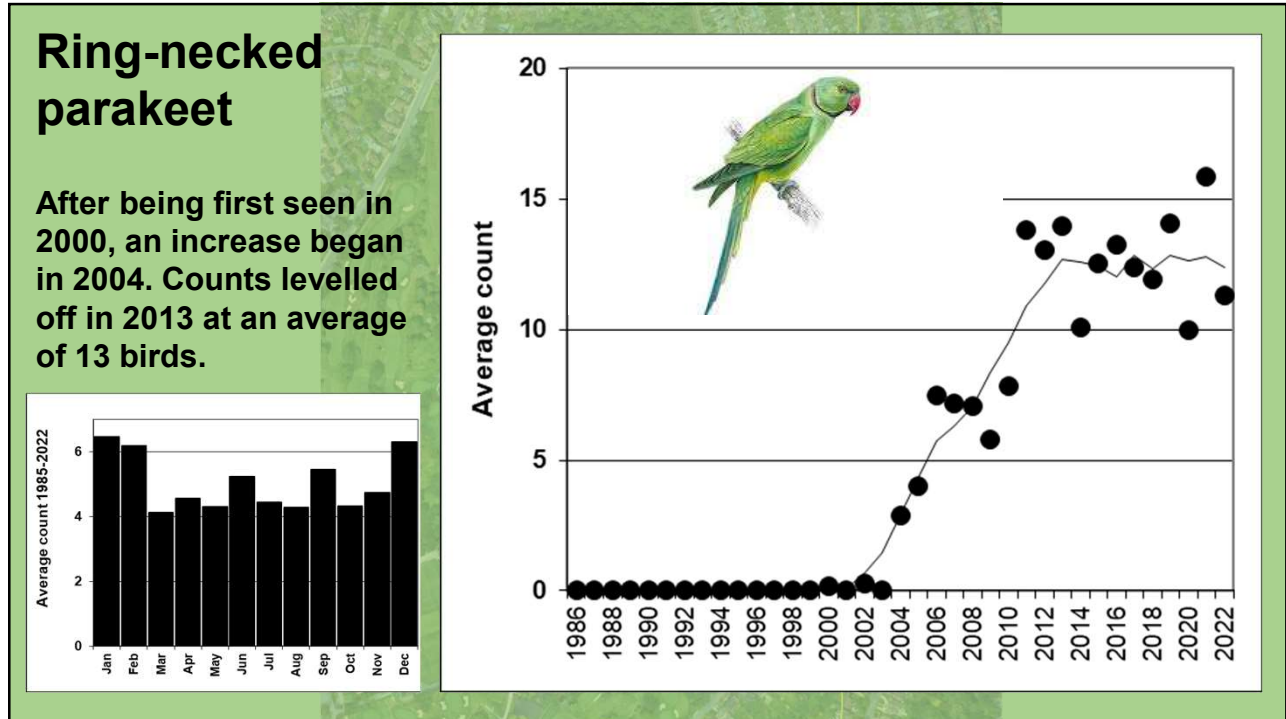 Ring-necked
parakeet
After being first seen in
2000, an increase began
in 2004. Counts levelled
off in 2013 at an average
of 13 birds.
Average count 1985-2022
6
4
2
0
Jan
Feb
Mar
Apr
May
Jun
Jul
Aug
Sep
Oct
Nov
Dec
Average count
20
15
10
5
0
1986
1988
1990
1992
1994
1996
1998
2000
2002
2004
2006
2008
2010
2012
2014
2016
2018
2020
2022